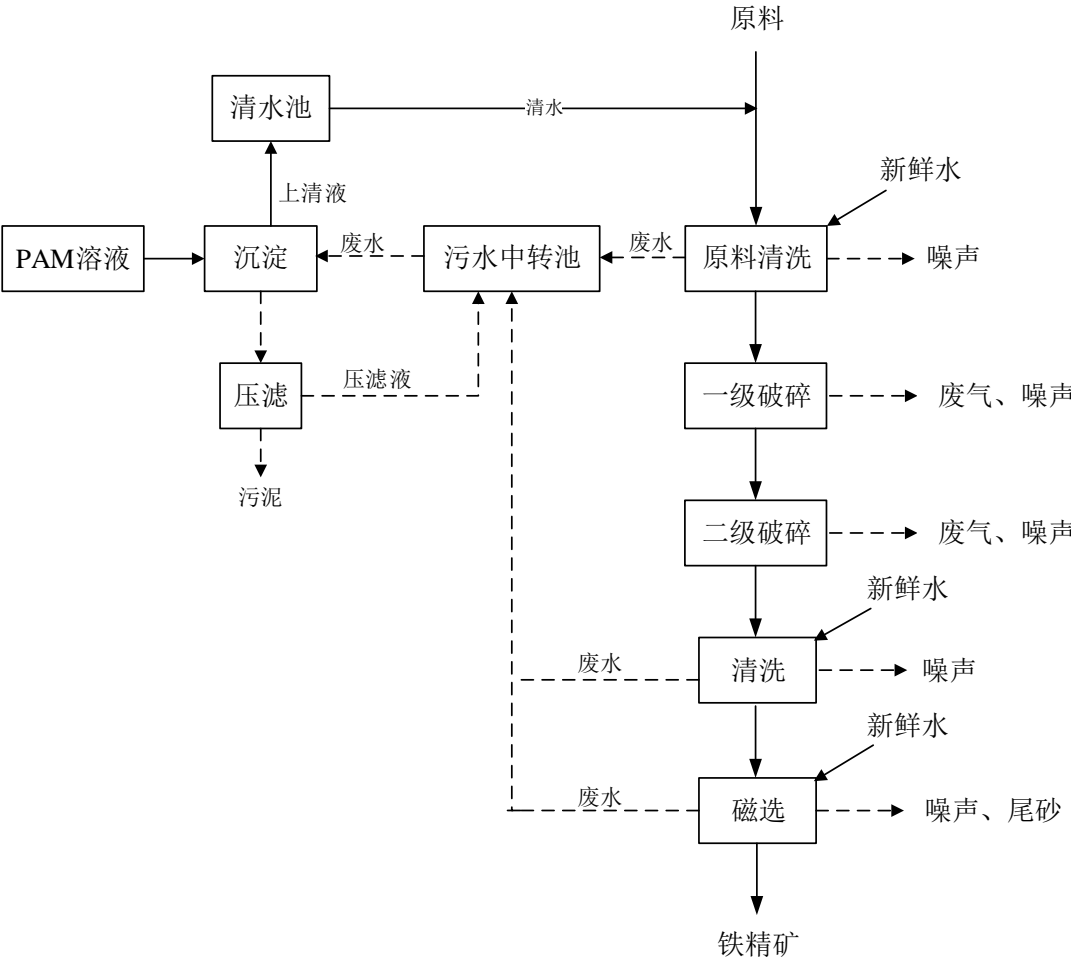 原料
清水池
清水
新鲜水
上清液
PAM溶液
沉淀
废水
污水中转池
废水
原料清洗
噪声
压滤
压滤液
一级破碎
废气、噪声
污泥
二级破碎
废气、噪声
新鲜水
废水
清洗
噪声
新鲜水
废水
磁选
噪声、尾砂
铁精矿